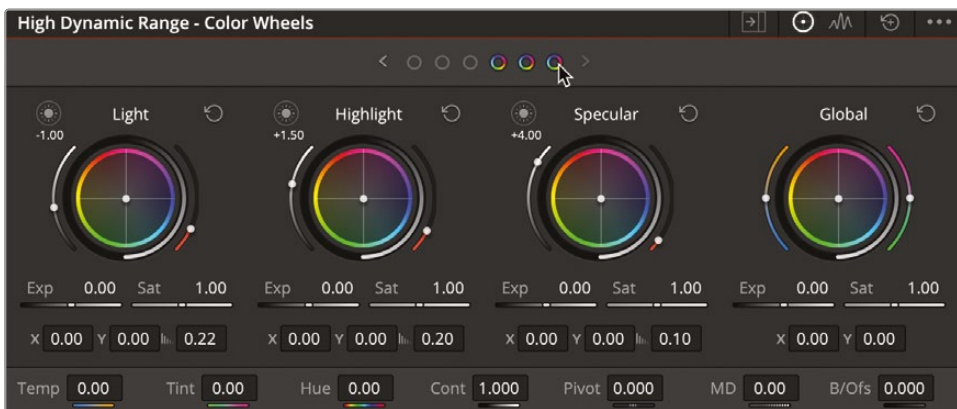 High Dynamic Range - Color Wheels
Light Highlight Specular Global
-1.00 +1.50 +4.00
Exp 0.00 Sat 1.00 Exp 0.00 Sat 1.00 Exp 0.00 Sat 1.00 Exp 0.00 Sat 1.00
X 0.00 Y 0.00 0.22 X 0.00 Y 0.00 0.20 X 0.00 Y 0.00 0.10 X 0.00 Y 0.00
Temp 0.00 Tint 0.00 Hue 0.00 Cont 1.000 Pivot 0.000 MD 0.00 B/Ofs 0.000